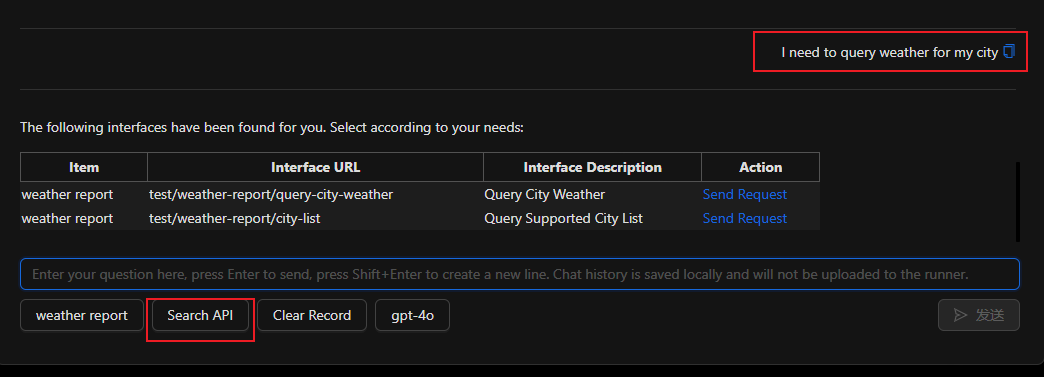 I need to query weather for my city
The following interfaces have been found for you. Select according to your needs:
Item Interface URL Interface Description Action
weather report test/weather-report/query-city-weather Query City Weather Send Request
weather report test/weather-report/city-list Query Supported City List Send Request
Enter your question here, press Enter to send, press Shift+Enter to create a new line. Chat history is saved locally and will not be uploaded to the runner.
weather report Search API Clear Record gpt-4o 发送